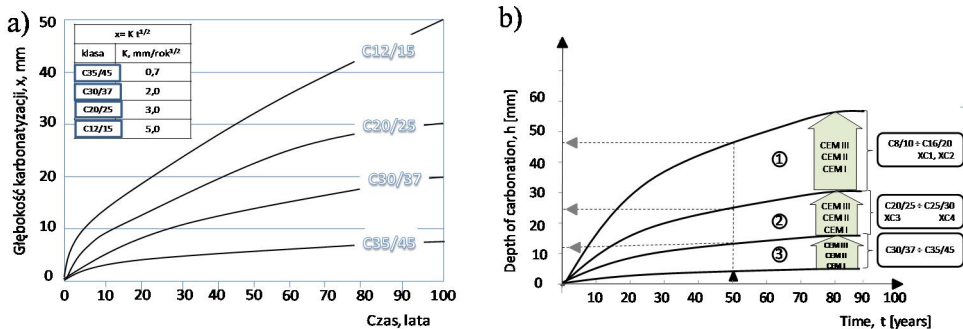 a)
Głębokość karbonatyzacji, x, mm
50
40
30
20
10
0
x= K t¹/²
klasa K, mm/rok¹/²
C35/45 0,7
C30/37 2,0
C20/25 3,0
C12/15 5,0
C12/15
C20/25
C30/37
C35/45
0 10 20 30 40 50 60 70 80 90 100
Czas, lata
b)
Depth of carbonation, h [mm]
60
50
40
30
20
10
0
1
2
3
CEM III
CEM II
CEM I
CEM III
CEM II
CEM I
CEM III
CEM II
CEM I
C8/10 ÷ C16/20
XC1, XC2
C20/25 ÷ C25/30
XC3 XC4
C30/37 ÷ C35/45
10 20 30 40 50 60 70 80 90 100
Time, t [years]